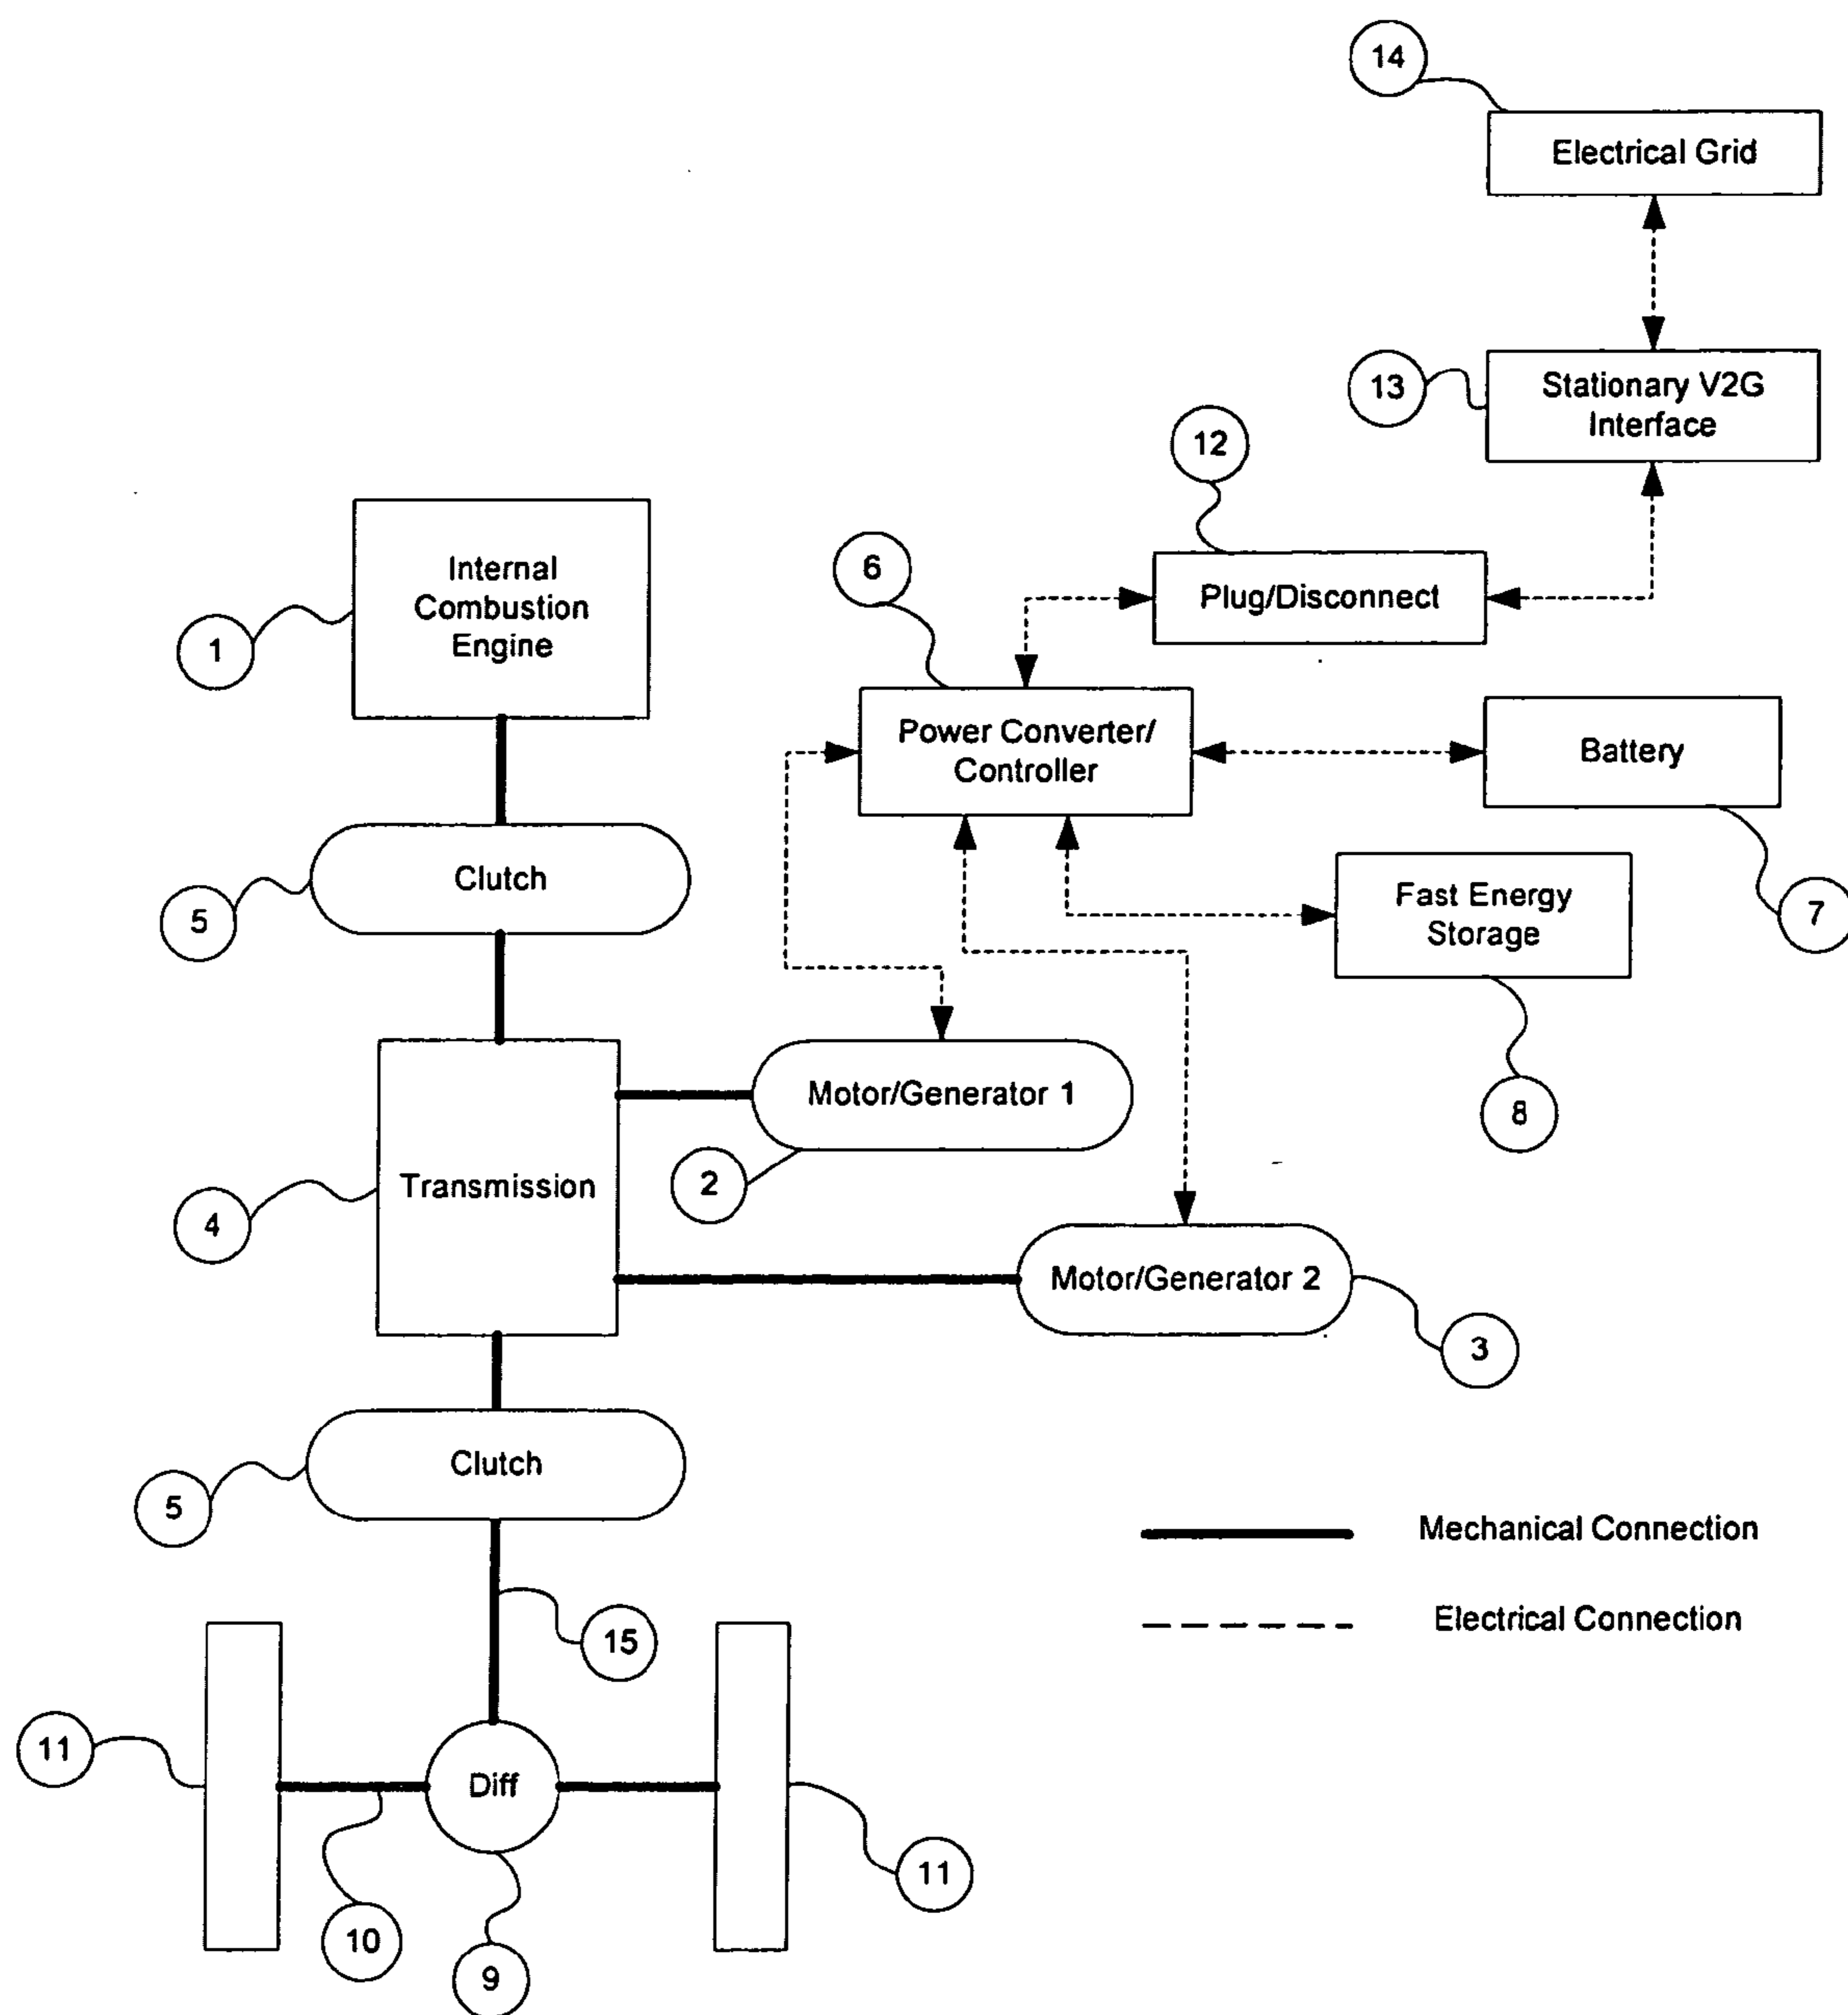 14
Electrical Grid
13
Stationary V2G
Interface
12
Plug/Disconnect
6
Power Converter/
Controller
Battery
7
Fast Energy
Storage
8
1
Internal
Combustion
Engine
5
Clutch
4
Transmission
Motor/Generator 1
2
Motor/Generator 2
3
5
Clutch
15
Mechanical Connection
Electrical Connection
11
Diff
11
10
9